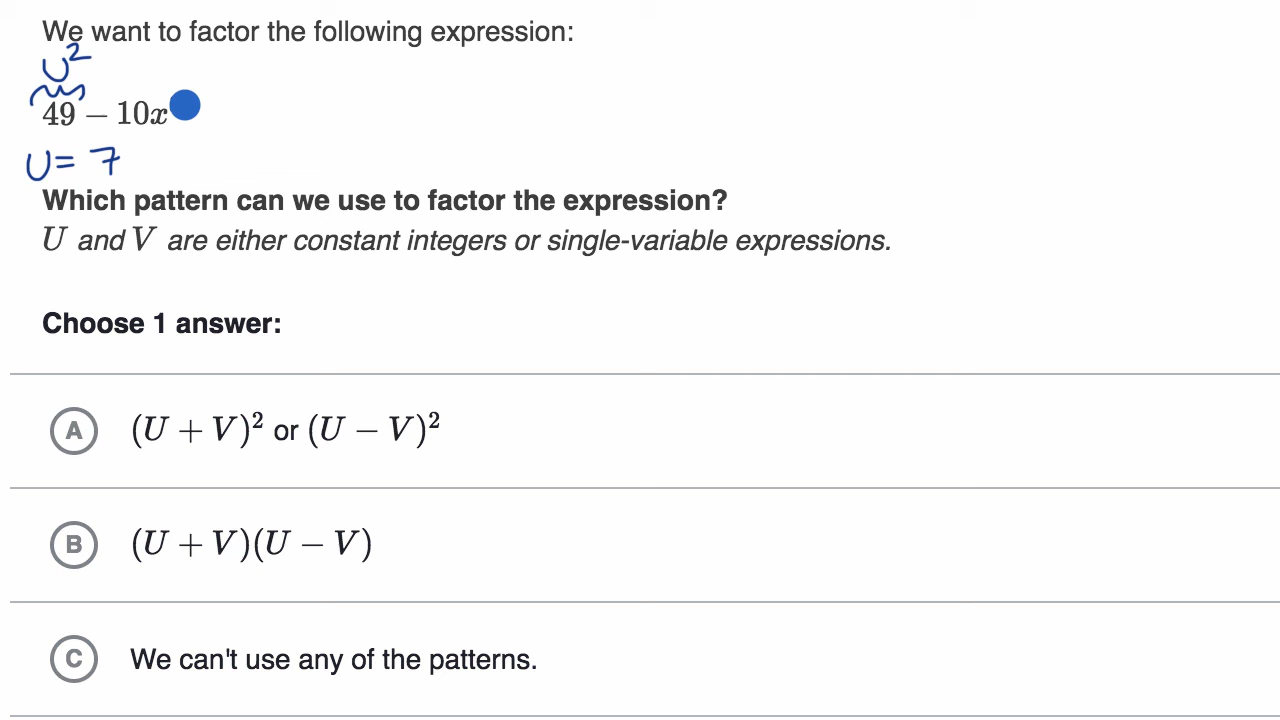 We want to factor the following expression:
U²
49 – 10x
U = 7
Which pattern can we use to factor the expression?
U and V are either constant integers or single-variable expressions.
Choose 1 answer:
A (U + V)² or (U – V)²
B (U + V)(U – V)
C We can't use any of the patterns.